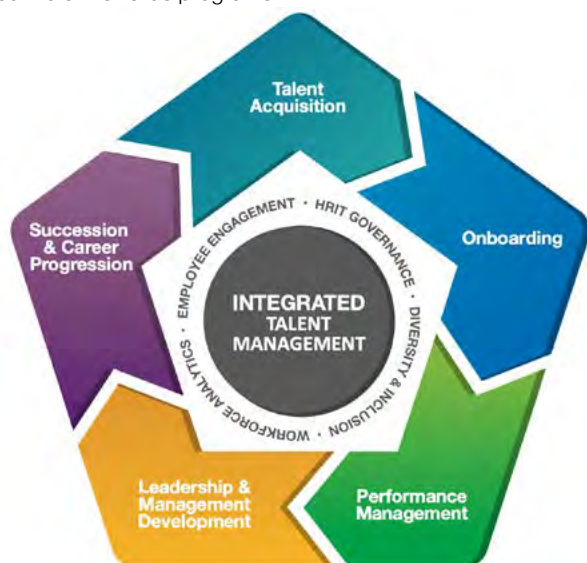 Talent
Acquisition
Onboarding
Performance
Management
Leadership &
Management
Development
Succession
& Career
Progression
EMPLOYEE ENGAGEMENT • HRIT GOVERNANCE • DIVERSITY & INCLUSION • WORKFORCE ANALYTICS •
INTEGRATED
TALENT
MANAGEMENT